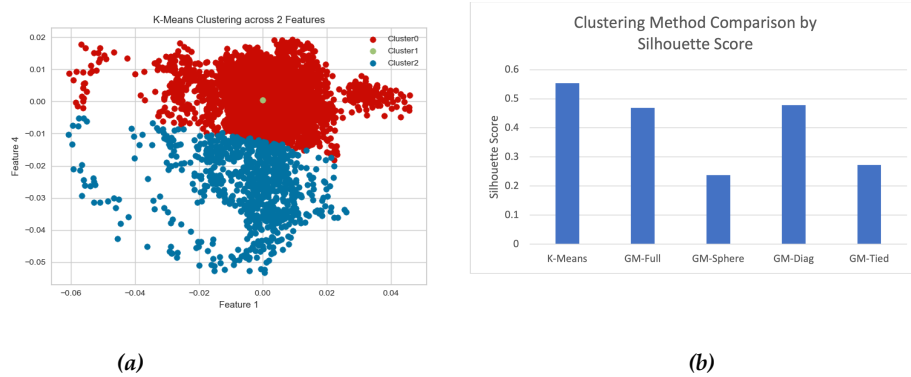 K-Means Clustering across 2 Features
Cluster0
Cluster1
Cluster2
0.02
0.01
0.00
−0.01
−0.02
−0.03
−0.04
−0.05
Feature 4
−0.06
−0.04
−0.02
0.00
0.02
0.04
Feature 1
(a)
Clustering Method Comparison by
Silhouette Score
0.6
0.5
0.4
0.3
0.2
0.1
0
Silhouette Score
K-Means
GM-Full
GM-Sphere
GM-Diag
GM-Tied
(b)